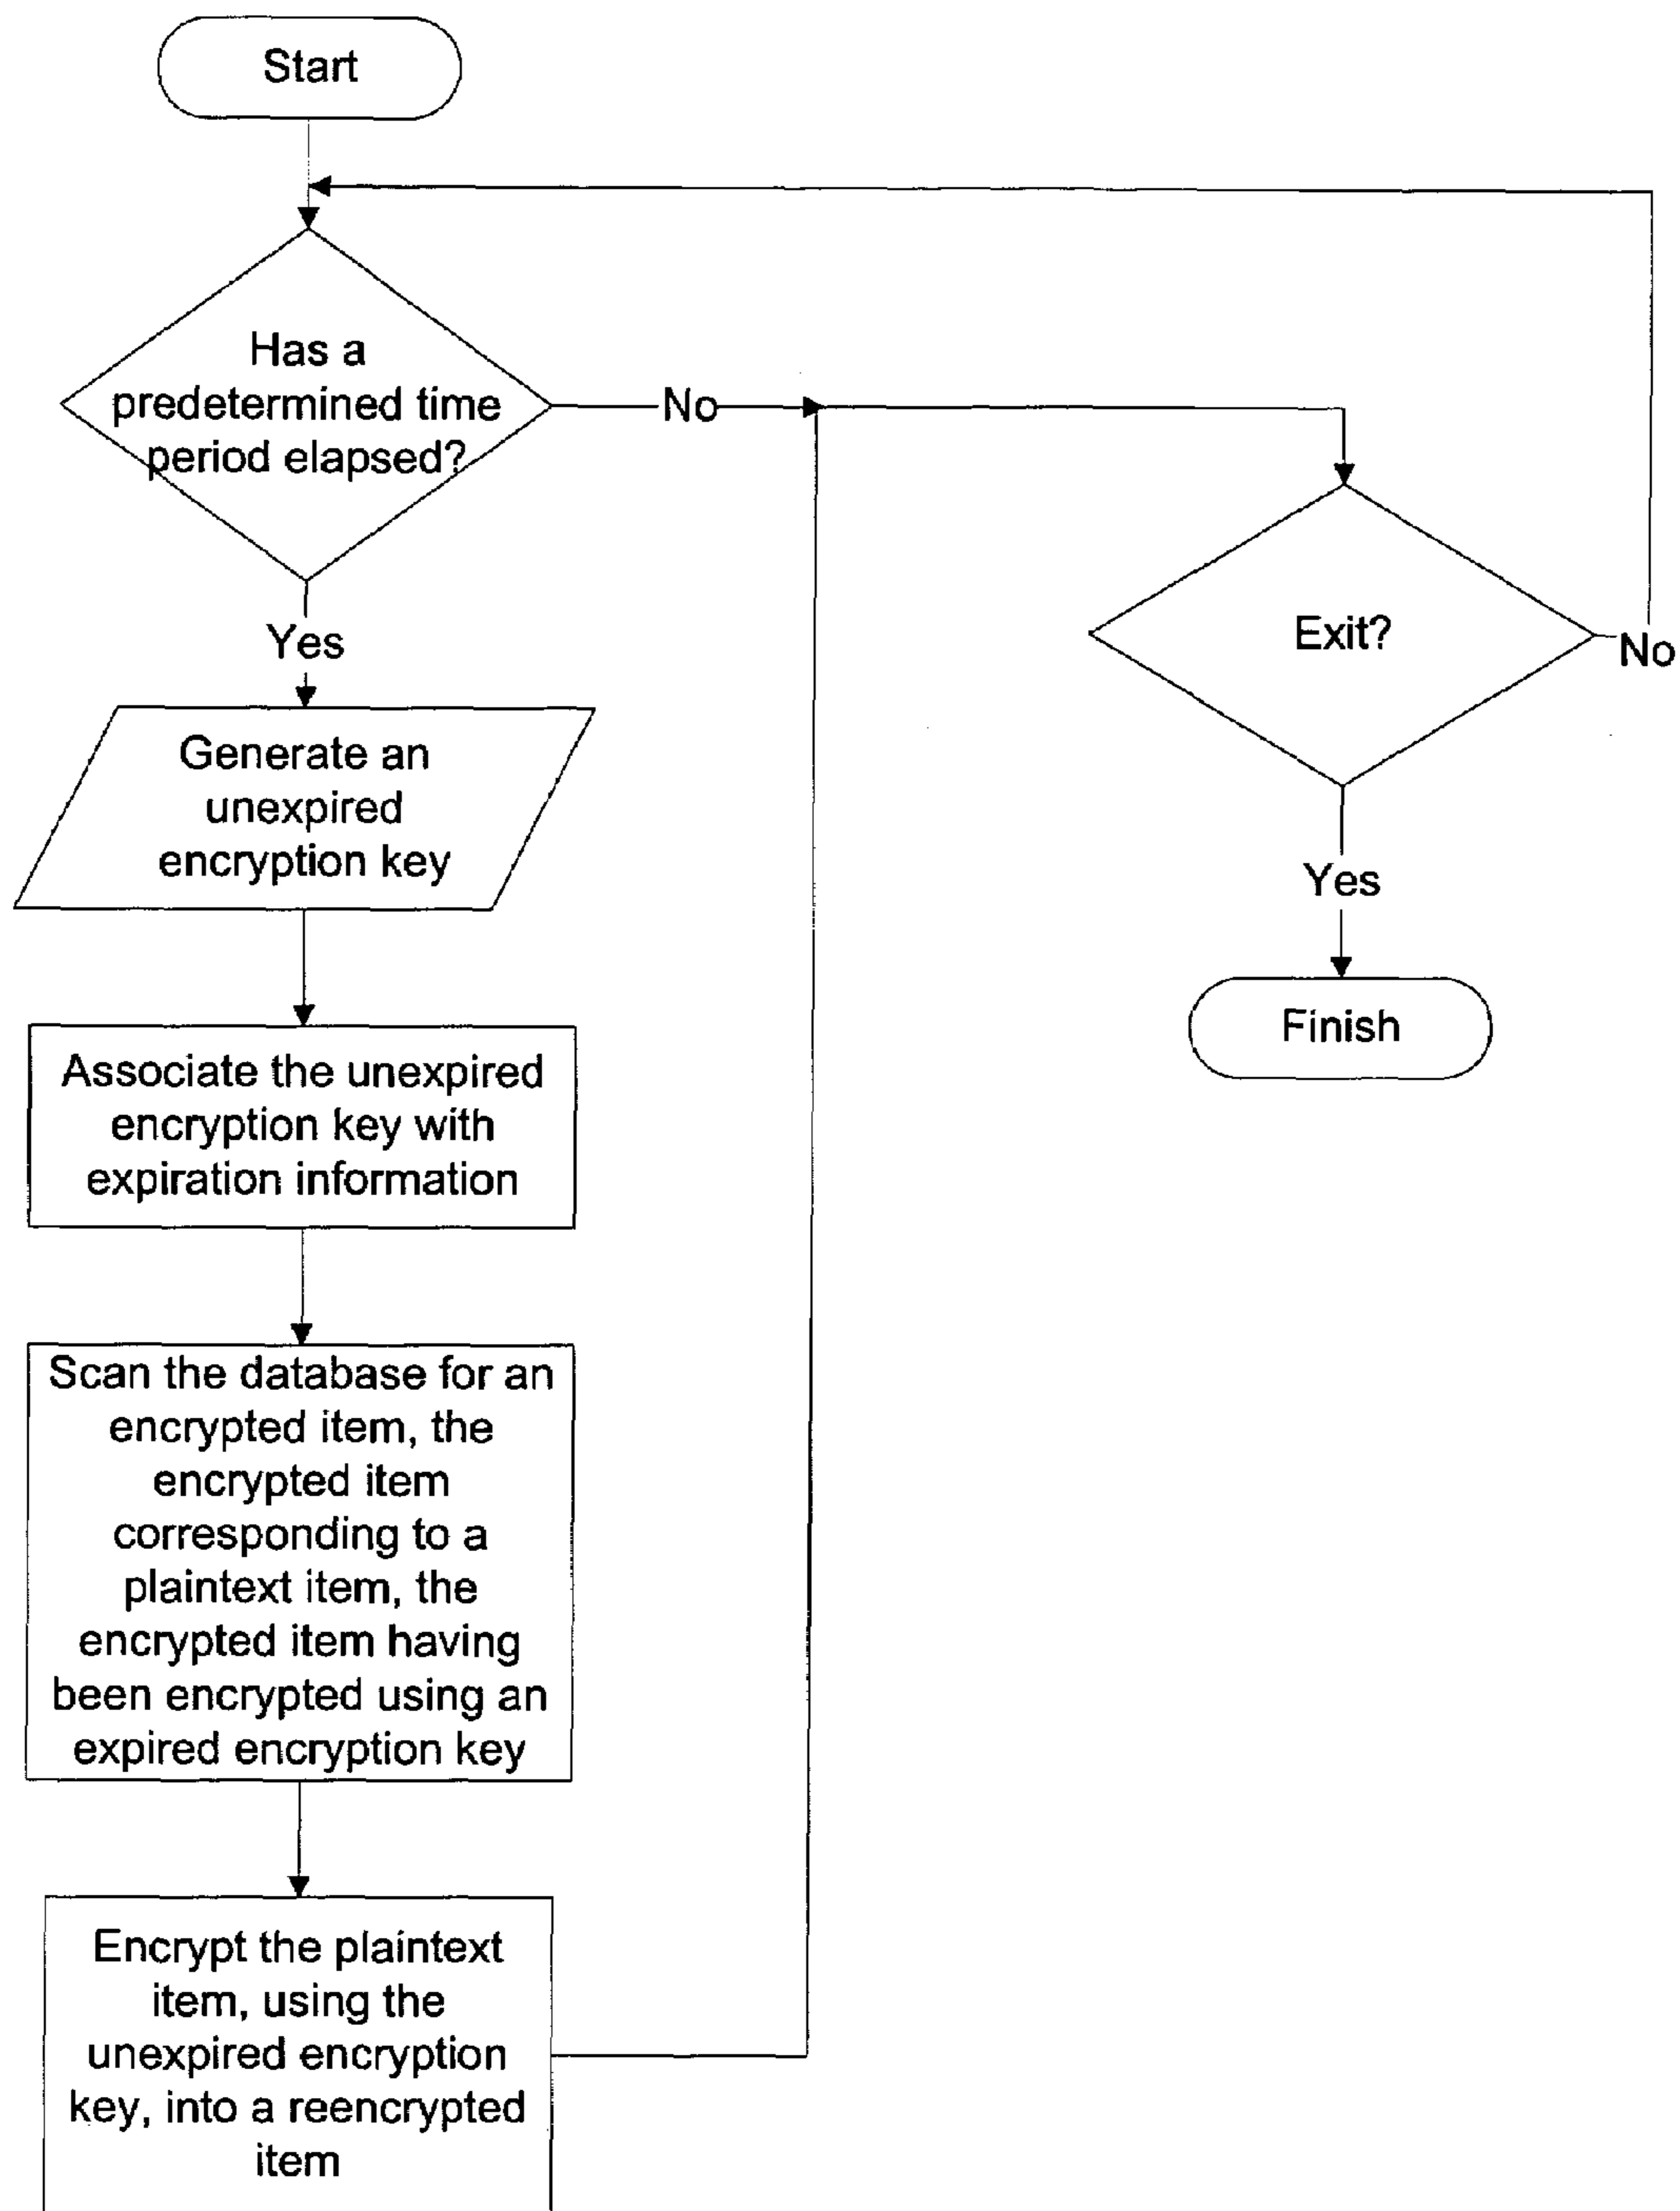 Start
Has a
predetermined time
period elapsed?
No
Yes
Exit?
No
Yes
Finish
Generate an
unexpired
encryption key
Associate the unexpired
encryption key with
expiration information
Scan the database for an
encrypted item, the
encrypted item
corresponding to a
plaintext item, the
encrypted item having
been encrypted using an
expired encryption key
Encrypt the plaintext
item, using the
unexpired encryption
key, into a reencrypted
item